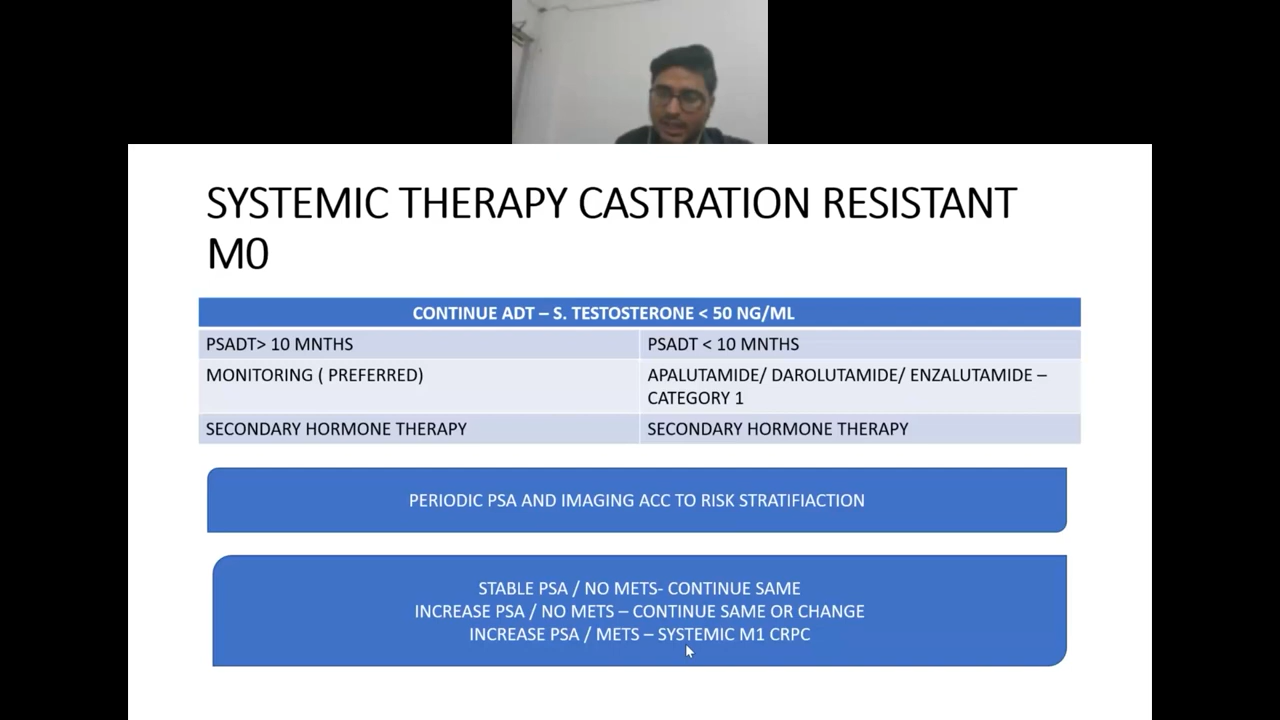 SYSTEMIC THERAPY CASTRATION RESISTANT
M0
CONTINUE ADT – S. TESTOSTERONE < 50 NG/ML
PSADT> 10 MNTHS
PSADT < 10 MNTHS
MONITORING ( PREFERRED)
APALUTAMIDE/ DAROLUTAMIDE/ ENZALUTAMIDE –
CATEGORY 1
SECONDARY HORMONE THERAPY
SECONDARY HORMONE THERAPY
PERIODIC PSA AND IMAGING ACC TO RISK STRATIFIACTION
STABLE PSA / NO METS- CONTINUE SAME
INCREASE PSA / NO METS – CONTINUE SAME OR CHANGE
INCREASE PSA / METS – SYSTEMIC M1 CRPC